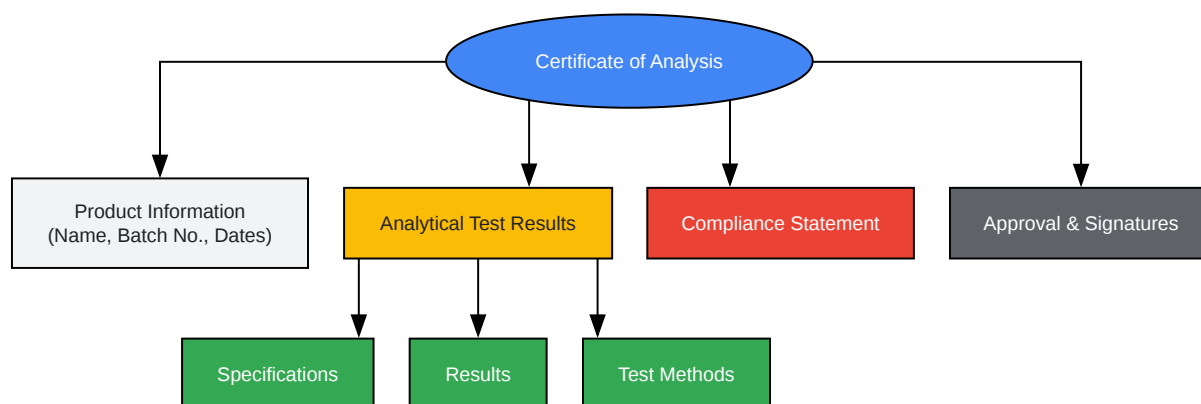 Certificate of Analysis
Product Information
(Name, Batch No., Dates)
Analytical Test Results
Compliance Statement
Approval & Signatures
Specifications
Results
Test Methods